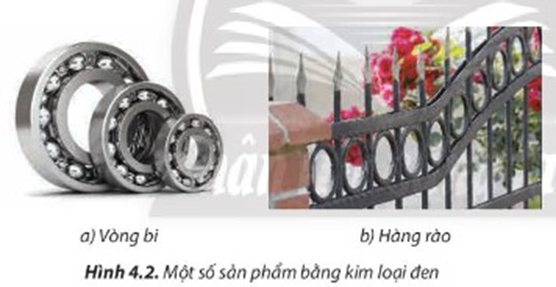 a) Vòng bi
b) Hàng rào
Hình 4.2. Một số sản phẩm bằng kim loại đen